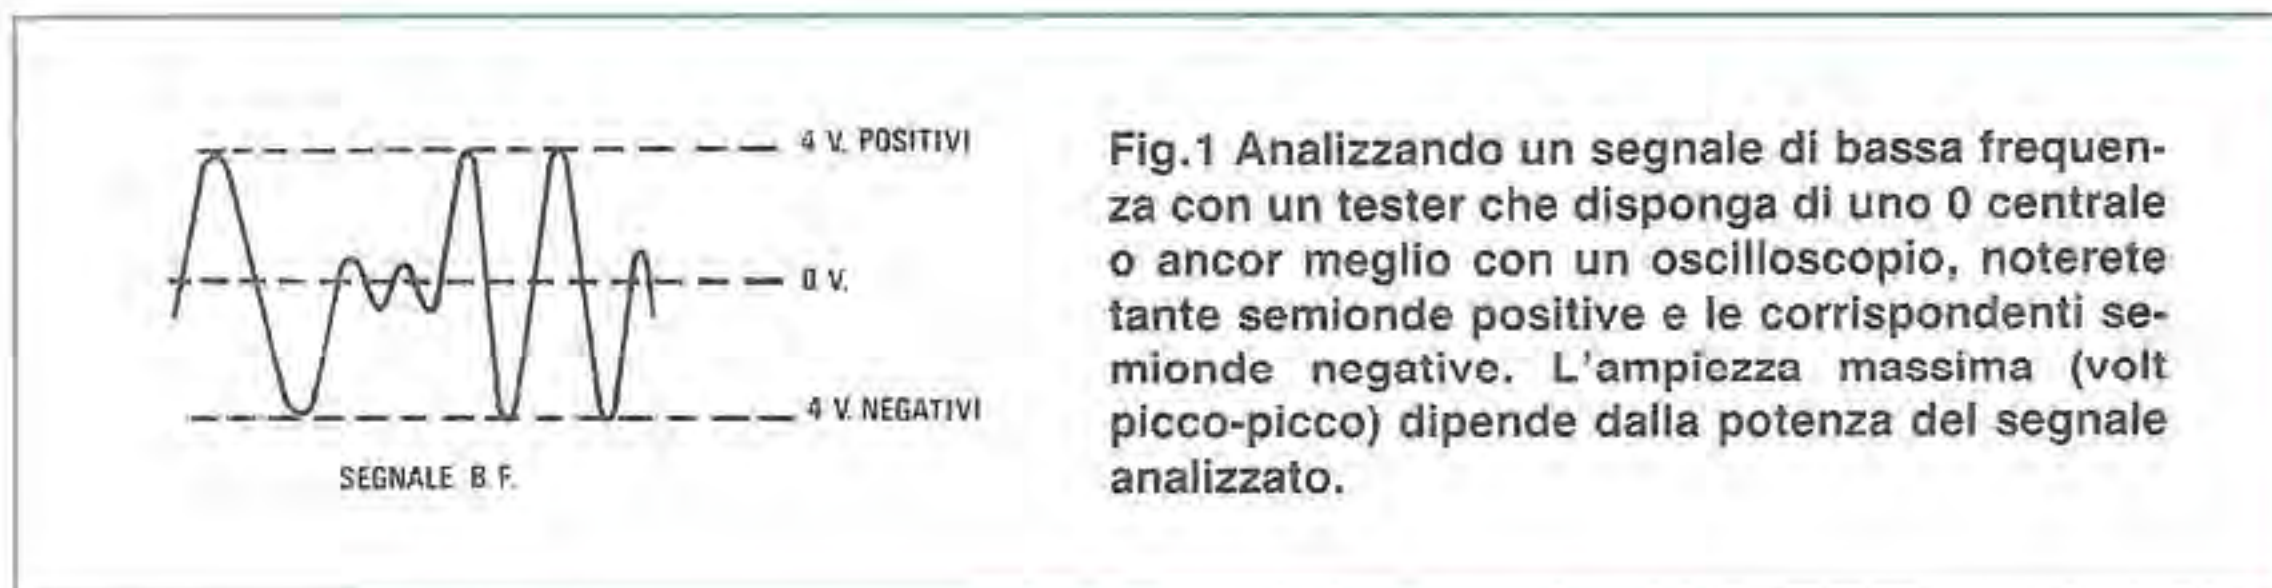 4 V. POSITIVI
0 V.
4 V. NEGATIVI
SEGNALE B.F.
Fig.1 Analizzando un segnale di bassa frequen-
za con un tester che disponga di uno 0 centrale
o ancor meglio con un oscilloscopio, noterete
tante semionde positive e le corrispondenti se-
mionde negative. L'ampiezza massima (volt
picco-picco) dipende dalla potenza del segnale
analizzato.